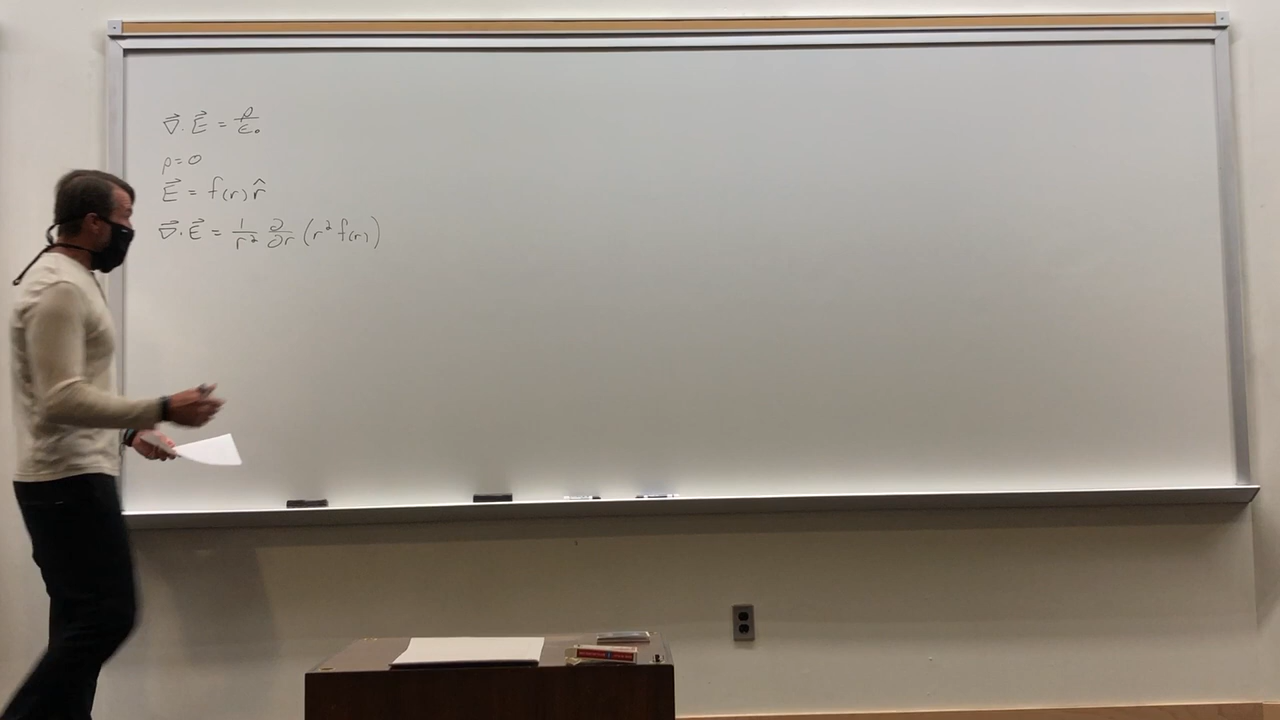 ∇⃗·E⃗ = ρ/ε₀
ρ=0
E⃗ = f(r) r̂
∇⃗·E⃗ = 1/r² ∂/∂r (r² f(r))